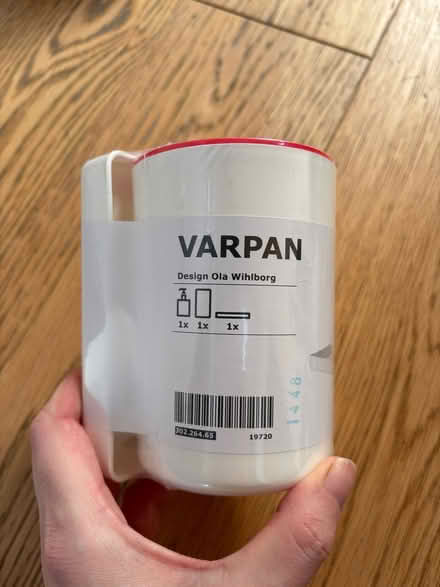 VARPAN
Design Ola Wihlborg
1x 1x 1x
1448
302.264.65 19720